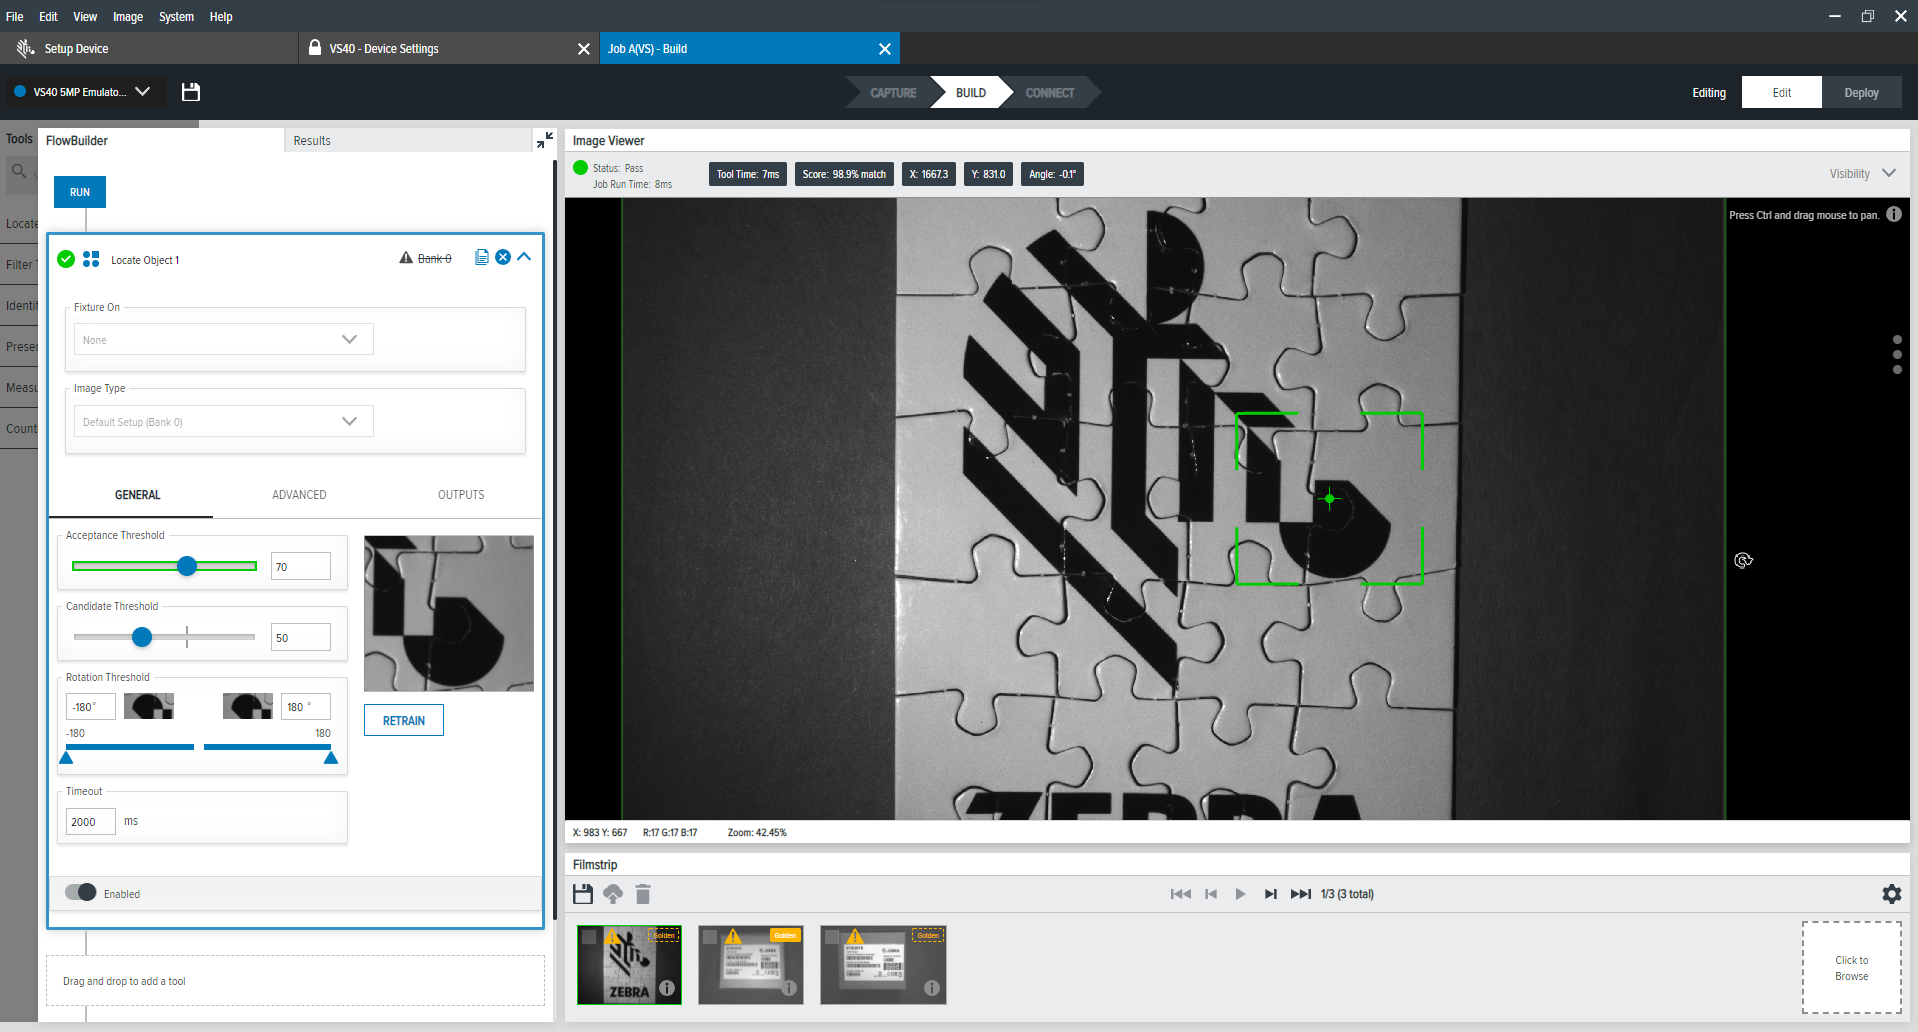 File Edit View Image System Help
Setup Device
VS40 - Device Settings
Job A(VS) - Build
VS40 5MP Emulato...
CAPTURE
BUILD
CONNECT
Editing
Edit
Deploy
Tools
FlowBuilder
Results
RUN
Locate
Filter T
Identif
Presen
Measu
Count
Locate Object 1
Bank 0
Fixture On
None
Image Type
Default Setup (Bank 0)
GENERAL
ADVANCED
OUTPUTS
Acceptance Threshold
70
Candidate Threshold
50
Rotation Threshold
-180°
180 °
-180
180
RETRAIN
Timeout
2000 ms
Enabled
Drag and drop to add a tool
Image Viewer
Status: Pass
Job Run Time: 8ms
Tool Time: 7ms
Score: 98.9% match
X: 1667.3
Y: 831.0
Angle: -0.1°
Visibility
Press Ctrl and drag mouse to pan.
ZEBRA
X: 983 Y: 667 R:17 G:17 B:17 Zoom: 42.45%
Filmstrip
1/3 (3 total)
Golden
ZEBRA
Golden
Golden
Click to
Browse